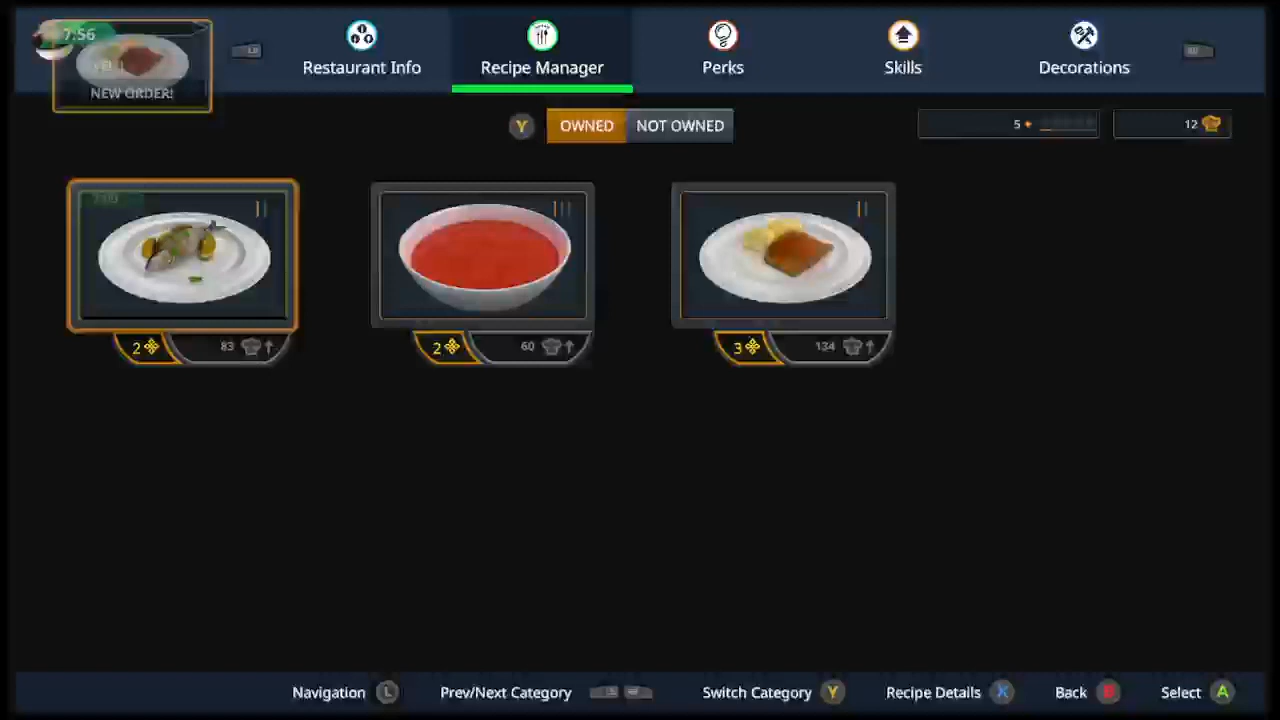 7:56
NEW ORDER!
Restaurant Info
Recipe Manager
Perks
Skills
Decorations
Y OWNED NOT OWNED
5
12
2 83
2 60
3 134
Navigation L
Prev/Next Category
Switch Category Y
Recipe Details X
Back B
Select A